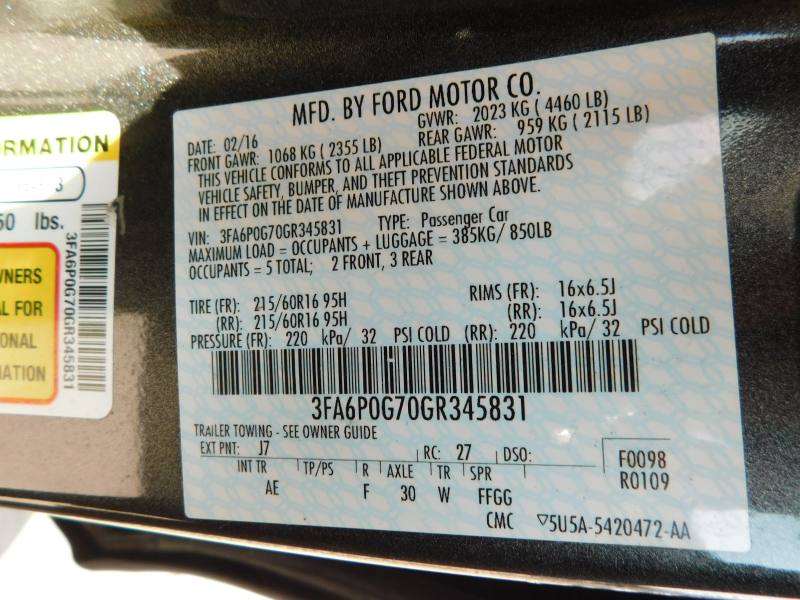 ORMATION
3
50 lbs.
WNERS
AL FOR
ONAL
MATION
3FA6P0G70GR345831
MFD. BY FORD MOTOR CO.
DATE: 02/16 GVWR: 2023 KG ( 4460 LB)
FRONT GAWR: 1068 KG ( 2355 LB) REAR GAWR: 959 KG ( 2115 LB)
THIS VEHICLE CONFORMS TO ALL APPLICABLE FEDERAL MOTOR
VEHICLE SAFETY, BUMPER, AND THEFT PREVENTION STANDARDS
IN EFFECT ON THE DATE OF MANUFACTURE SHOWN ABOVE.
VIN: 3FA6P0G70GR345831 TYPE: Passenger Car
MAXIMUM LOAD = OCCUPANTS + LUGGAGE = 385KG/ 850LB
OCCUPANTS = 5 TOTAL; 2 FRONT, 3 REAR
TIRE (FR): 215/60R16 95H RIMS (FR): 16x6.5J
(RR): 215/60R16 95H (RR): 16x6.5J
PRESSURE (FR): 220 kPa/ 32 PSI COLD (RR): 220 kPa/ 32 PSI COLD
3FA6P0G70GR345831
TRAILER TOWING - SEE OWNER GUIDE
EXT PNT: J7 RC: 27 DSO: F0098
INT TR TP/PS R AXLE TR SPR R0109
AE F 30 W FFGG
CMC ▽5U5A-5420472-AA